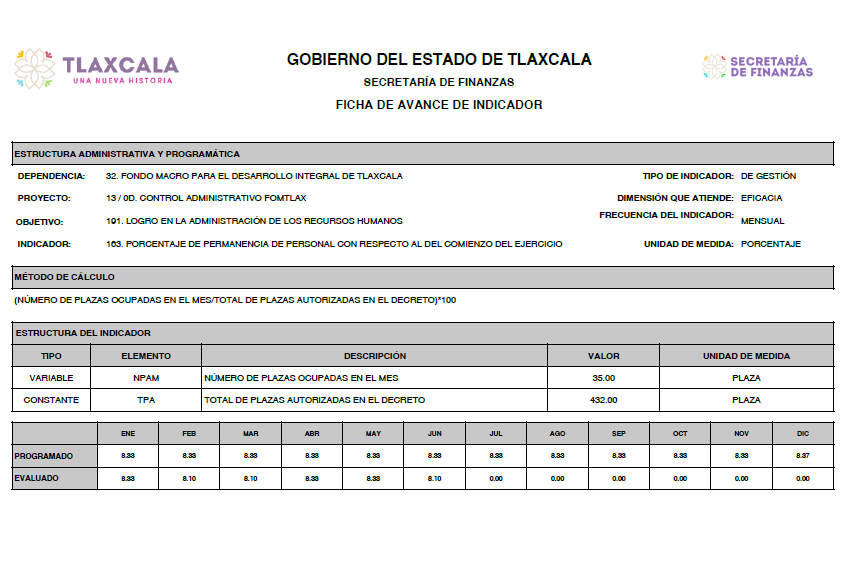 TLAXCALA
UNA NUEVA HISTORIA
GOBIERNO DEL ESTADO DE TLAXCALA
SECRETARÍA DE FINANZAS
FICHA DE AVANCE DE INDICADOR
SECRETARÍA
DE FINANZAS
ESTRUCTURA ADMINISTRATIVA Y PROGRAMÁTICA
DEPENDENCIA: 32. FONDO MACRO PARA EL DESARROLLO INTEGRAL DE TLAXCALA TIPO DE INDICADOR: DE GESTIÓN
PROYECTO: 13 / 0D. CONTROL ADMINISTRATIVO FOMTLAX DIMENSIÓN QUE ATIENDE: EFICACIA
OBJETIVO: 191. LOGRO EN LA ADMINISTRACIÓN DE LOS RECURSOS HUMANOS FRECUENCIA DEL INDICADOR: MENSUAL
INDICADOR: 163. PORCENTAJE DE PERMANENCIA DE PERSONAL CON RESPECTO AL DEL COMIENZO DEL EJERCICIO UNIDAD DE MEDIDA: PORCENTAJE
MÉTODO DE CÁLCULO
(NÚMERO DE PLAZAS OCUPADAS EN EL MES/TOTAL DE PLAZAS AUTORIZADAS EN EL DECRETO)*100
ESTRUCTURA DEL INDICADOR
TIPO ELEMENTO DESCRIPCIÓN VALOR UNIDAD DE MEDIDA
VARIABLE NPAM NÚMERO DE PLAZAS OCUPADAS EN EL MES 35.00 PLAZA
CONSTANTE TPA TOTAL DE PLAZAS AUTORIZADAS EN EL DECRETO 432.00 PLAZA
ENE FEB MAR ABR MAY JUN JUL AGO SEP OCT NOV DIC
PROGRAMADO 8.33 8.33 8.33 8.33 8.33 8.33 8.33 8.33 8.33 8.33 8.33 8.37
EVALUADO 8.33 8.10 8.10 8.33 8.33 8.10 0.00 0.00 0.00 0.00 0.00 0.00